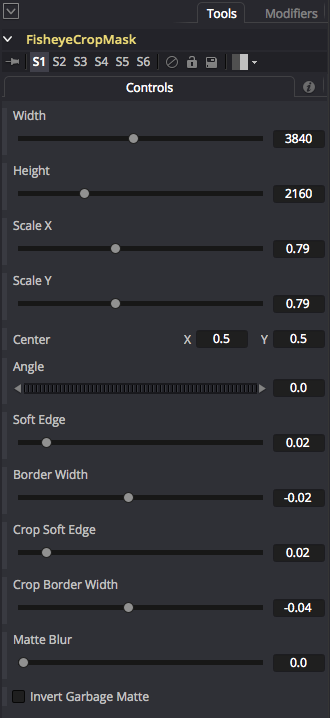 Tools Modifiers
FisheyeCropMask
S1 S2 S3 S4 S5 S6
Controls
Width
3840
Height
2160
Scale X
0.79
Scale Y
0.79
Center X 0.5 Y 0.5
Angle
0.0
Soft Edge
0.02
Border Width
-0.02
Crop Soft Edge
0.02
Crop Border Width
-0.04
Matte Blur
0.0
Invert Garbage Matte